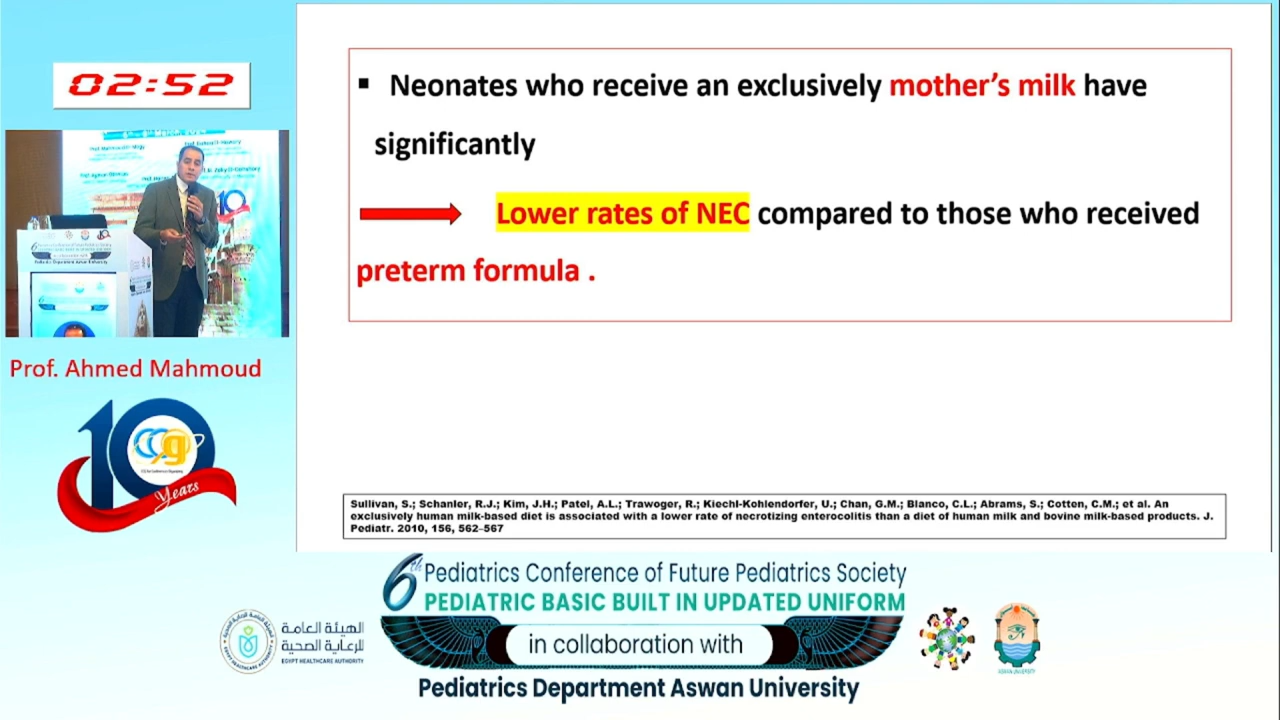 02:52
▪ Neonates who receive an exclusively mother's milk have
significantly
Lower rates of NEC compared to those who received
preterm formula .
Prof. Ahmed Mahmoud
10
CCg
Years
Sullivan, S.; Schanler, R.J.; Kim, J.H.; Patel, A.L.; Trawoger, R.; Kiechl-Kohlendorfer, U.; Chan, G.M.; Blanco, C.L.; Abrams, S.; Cotten, C.M.; et al. An
exclusively human milk-based diet is associated with a lower rate of necrotizing enterocolitis than a diet of human milk and bovine milk-based products. J.
Pediatr. 2010, 156, 562–567
6th Pediatrics Conference of Future Pediatrics Society
PEDIATRIC BASIC BUILT IN UPDATED UNIFORM
in collaboration with
Pediatrics Department Aswan University
الهيئة العامة
للرعاية الصحية
EGYPT HEALTHCARE AUTHORITY
ASWAN UNIVERSITY